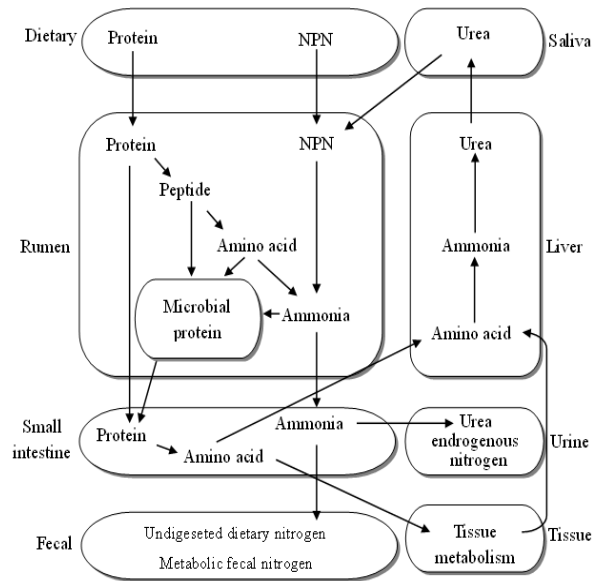 Dietary Protein NPN Urea Saliva
Protein NPN Urea
Peptide
Rumen Amino acid Ammonia Liver
Microbial
protein Ammonia
Amino acid
Small
intestine
Protein Ammonia
Amino acid
Urea
endrogenous
nitrogen
Urine
Fecal
Undigeseted dietary nitrogen
Metabolic fecal nitrogen
Tissue
metabolism
Tissue